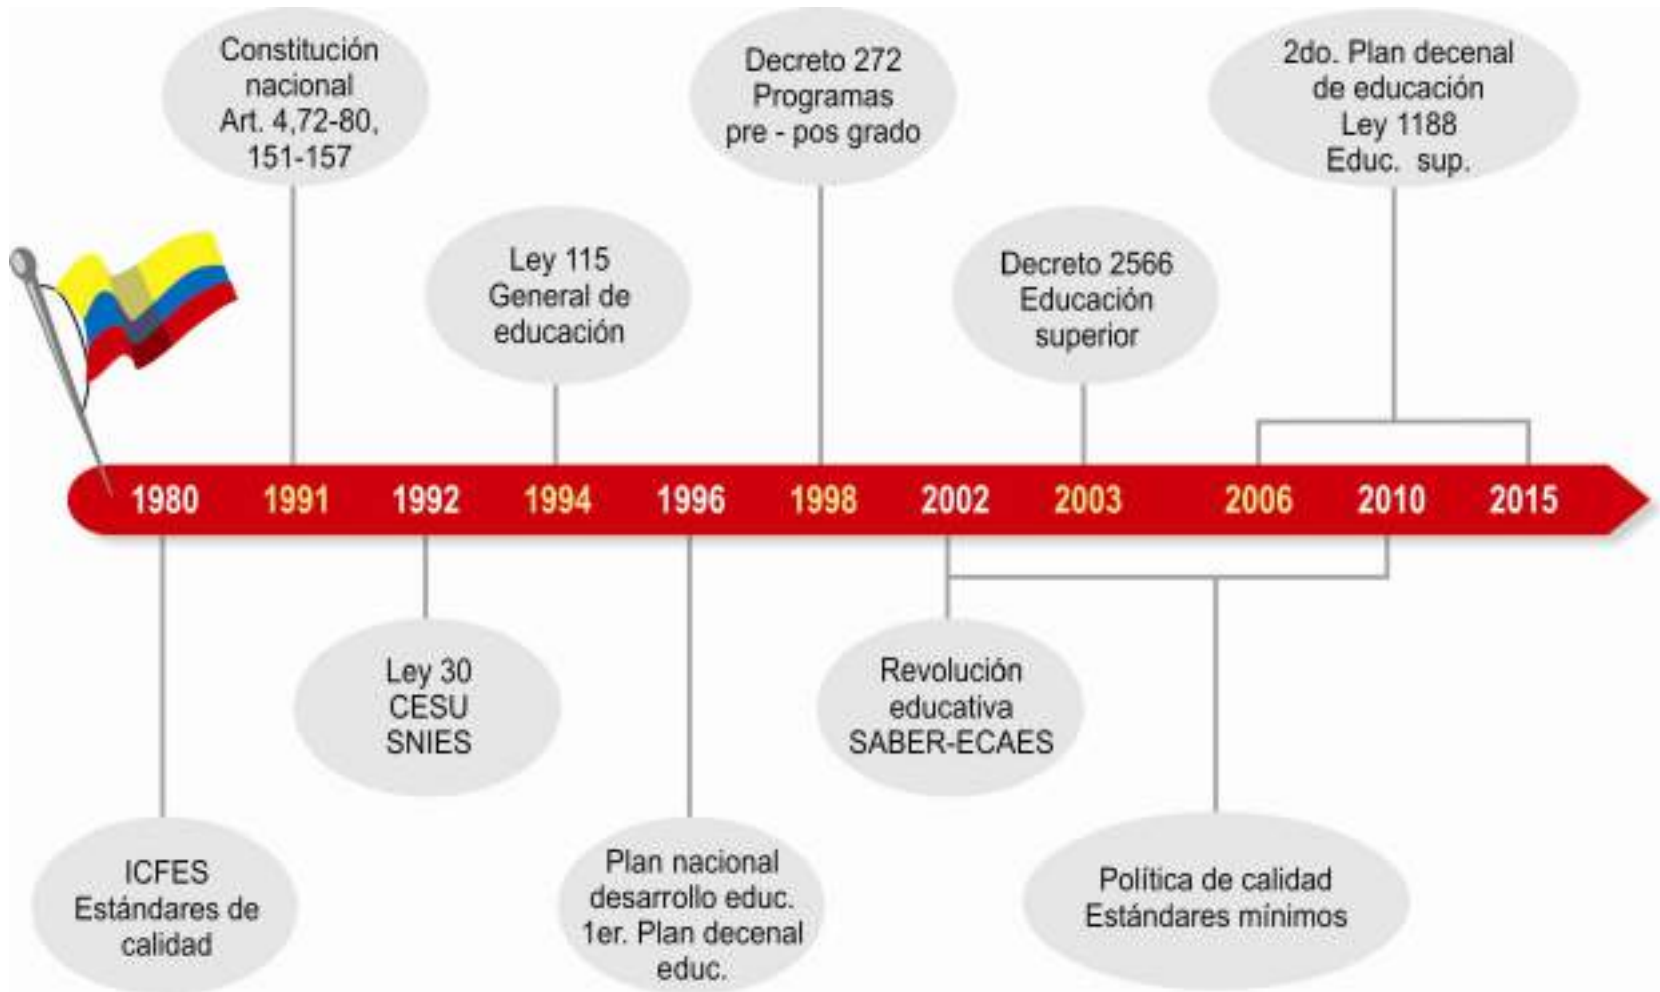 Constitución
nacional
Art. 4,72-80,
151-157
Decreto 272
Programas
pre - pos grado
2do. Plan decenal
de educación
Ley 1188
Educ. sup.
Ley 115
General de
educación
Decreto 2566
Educación
superior
1980 1991 1992 1994 1996 1998 2002 2003 2006 2010 2015
Ley 30
CESU
SNIES
Revolución
educativa
SABER-ECAES
ICFES
Estándares de
calidad
Plan nacional
desarrollo educ.
1er. Plan decenal
educ.
Política de calidad
Estándares mínimos